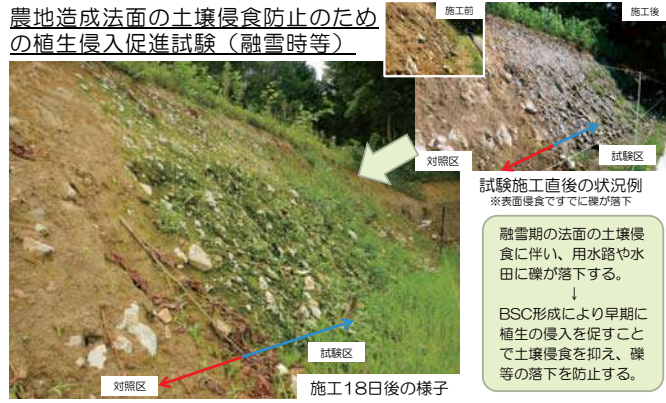 農地造成法面の土壌侵食防止のため
の植生侵入促進試験（融雪時等）
施工前
施工後
対照区
試験区
試験施工直後の状況例
※表面侵食ですでに礫が落下
融雪期の法面の土壌侵
食に伴い、用水路や水
田に礫が落下する。
↓
BSC形成により早期に
植生の侵入を促すこと
で土壌侵食を抑え、礫
等の落下を防止する。
試験区
対照区
施工18日後の様子